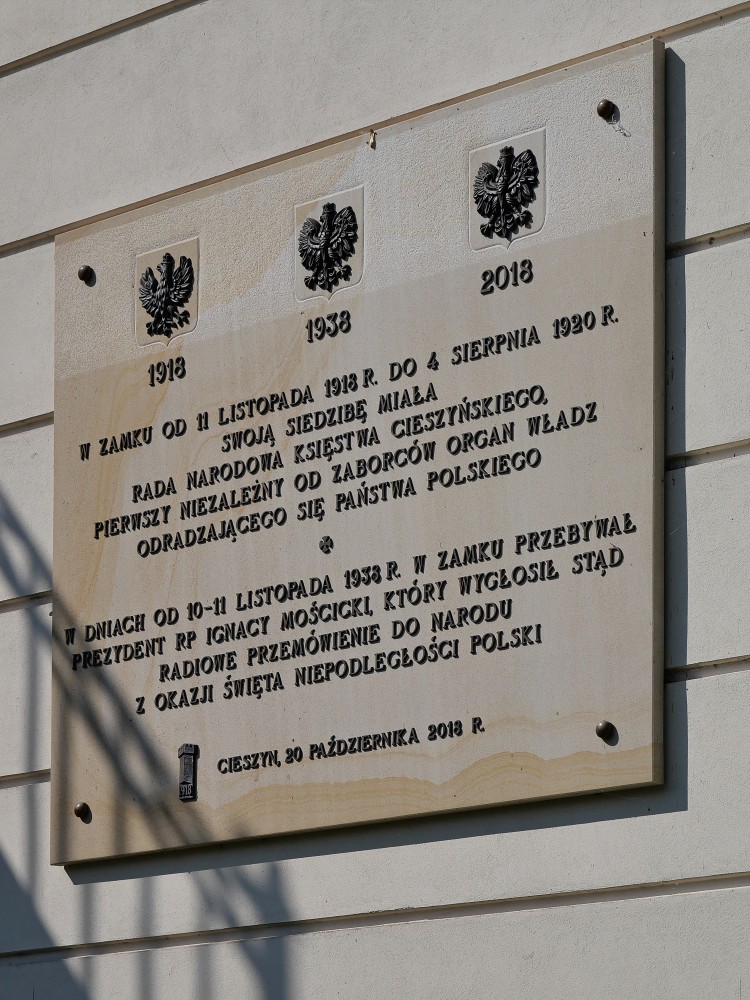 1918
1938
2018
W ZAMKU OD 11 LISTOPADA 1918 R. DO 4 SIERPNIA 1920 R.
SWOJĄ SIEDZIBĘ MIAŁA
RADA NARODOWA KSIĘSTWA CIESZYŃSKIEGO,
PIERWSZY NIEZALEŻNY OD ZABORCÓW ORGAN WŁADZ
ODRADZAJĄCEGO SIĘ PAŃSTWA POLSKIEGO
W DNIACH OD 10-11 LISTOPADA 1938 R. W ZAMKU PRZEBYWAŁ
PREZYDENT RP IGNACY MOŚCICKI, KTÓRY WYGŁOSIŁ STĄD
RADIOWE PRZEMÓWIENIE DO NARODU
Z OKAZJI ŚWIĘTA NIEPODLEGŁOŚCI POLSKI
CIESZYN, 20 PAŹDZIERNIKA 2018 R.